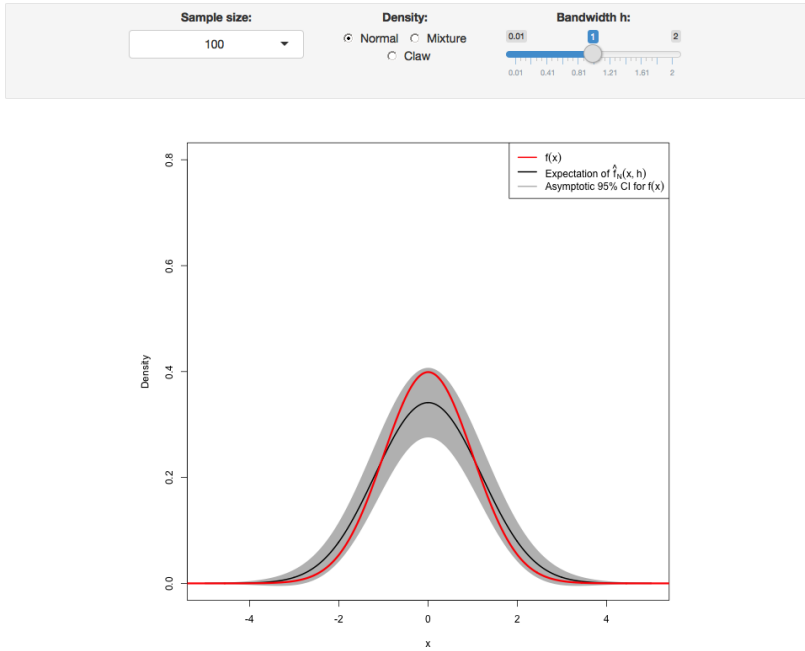 Sample size:
100
Density:
Normal Mixture
Claw
Bandwidth h:
0.01 1 2
0.01 0.41 0.81 1.21 1.61 2
f(x)
Expectation of f̂N(x, h)
Asymptotic 95% CI for f(x)
Density
0.8
0.6
0.4
0.2
0.0
-4 -2 0 2 4
x